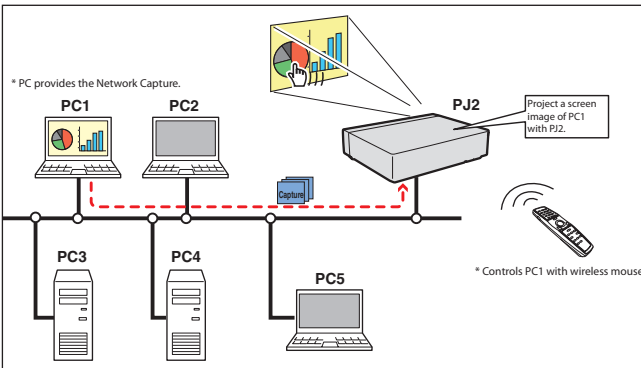 * PC provides the Network Capture.
PC1
PC2
PJ2
Project a screen
image of PC1
with PJ2.
Capture
PC3
PC4
PC5
* Controls PC1 with wireless mouse